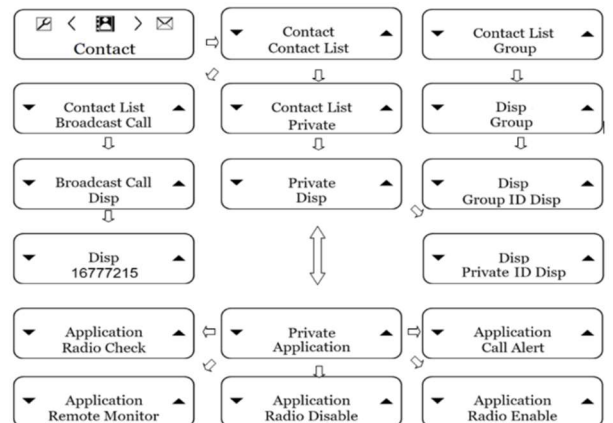 Contact
Contact
Contact List
Contact List
Group
Contact List
Broadcast Call
Contact List
Private
Disp
Group
Broadcast Call
Disp
Private
Disp
Disp
Group ID Disp
Disp
16777215
Disp
Private ID Disp
Application
Radio Check
Private
Application
Application
Call Alert
Application
Remote Monitor
Application
Radio Disable
Application
Radio Enable